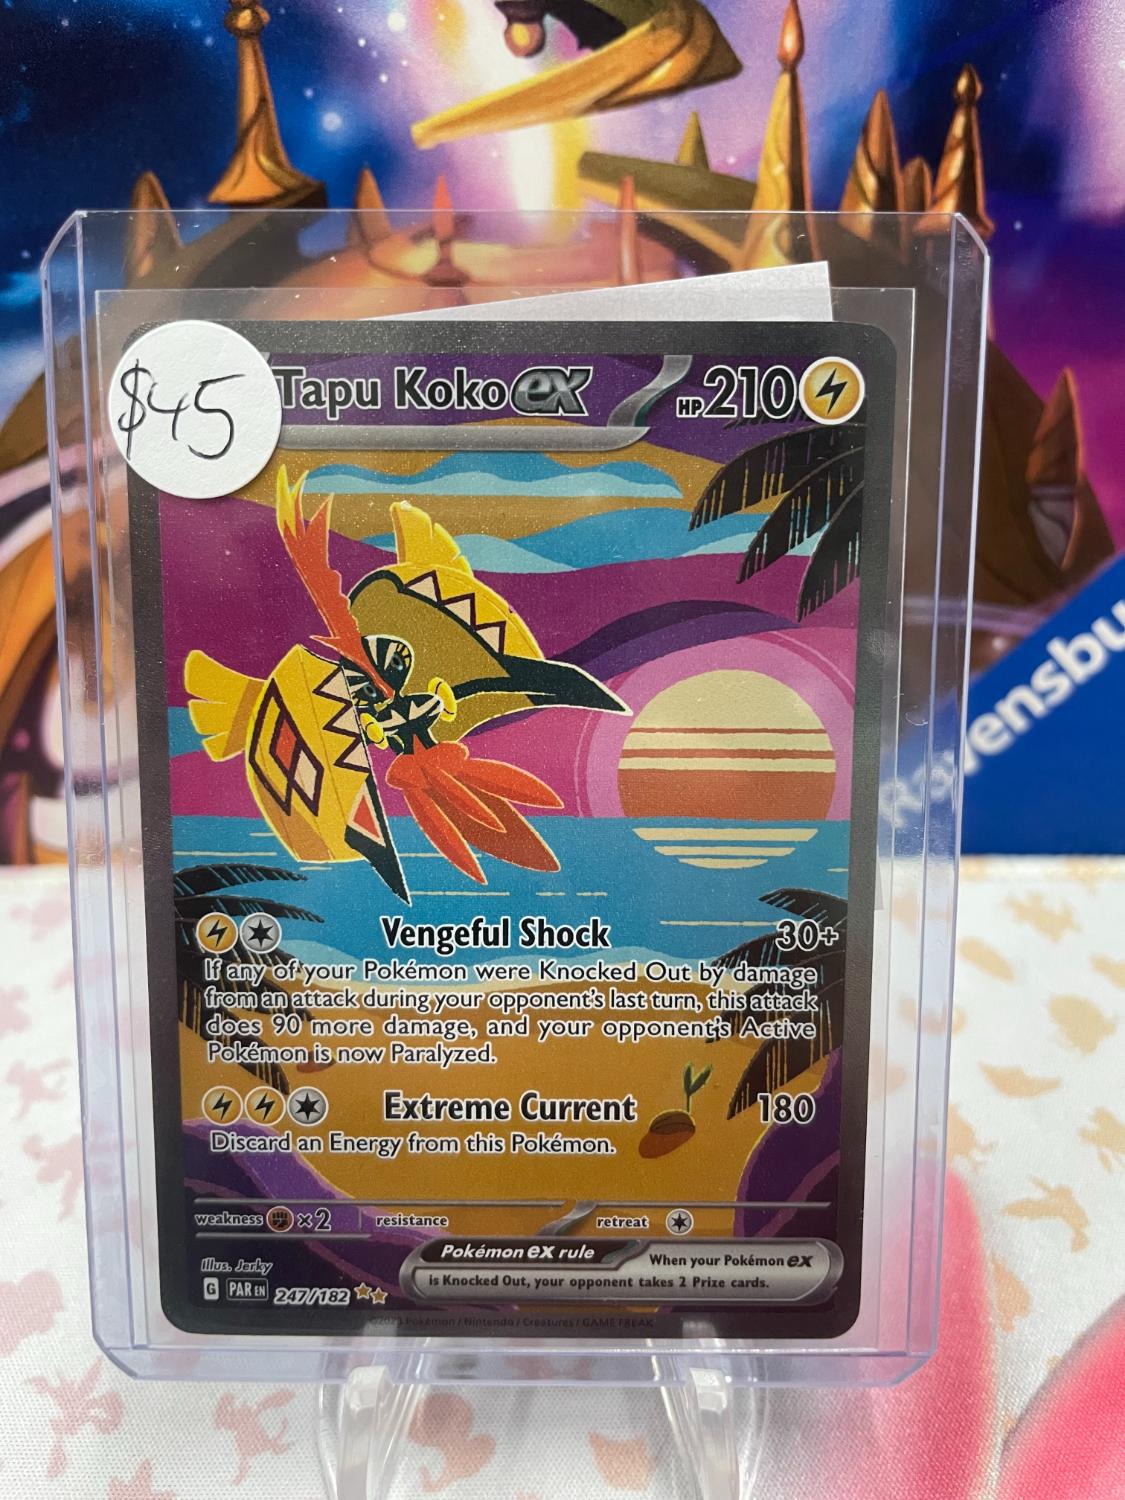 $45
Tapu Koko ex
HP 210
Ravensbu
Vengeful Shock 30+
If any of your Pokémon were Knocked Out by damage
from an attack during your opponent's last turn, this attack
does 90 more damage, and your opponent's Active
Pokémon is now Paralyzed.
Extreme Current 180
Discard an Energy from this Pokémon.
weakness ×2 resistance retreat
Pokémon ex rule When your Pokémon ex
is Knocked Out, your opponent takes 2 Prize cards.
Illus. Jerky
G PAR EN 247/182
©2023 Pokémon / Nintendo / Creatures / GAME FREAK